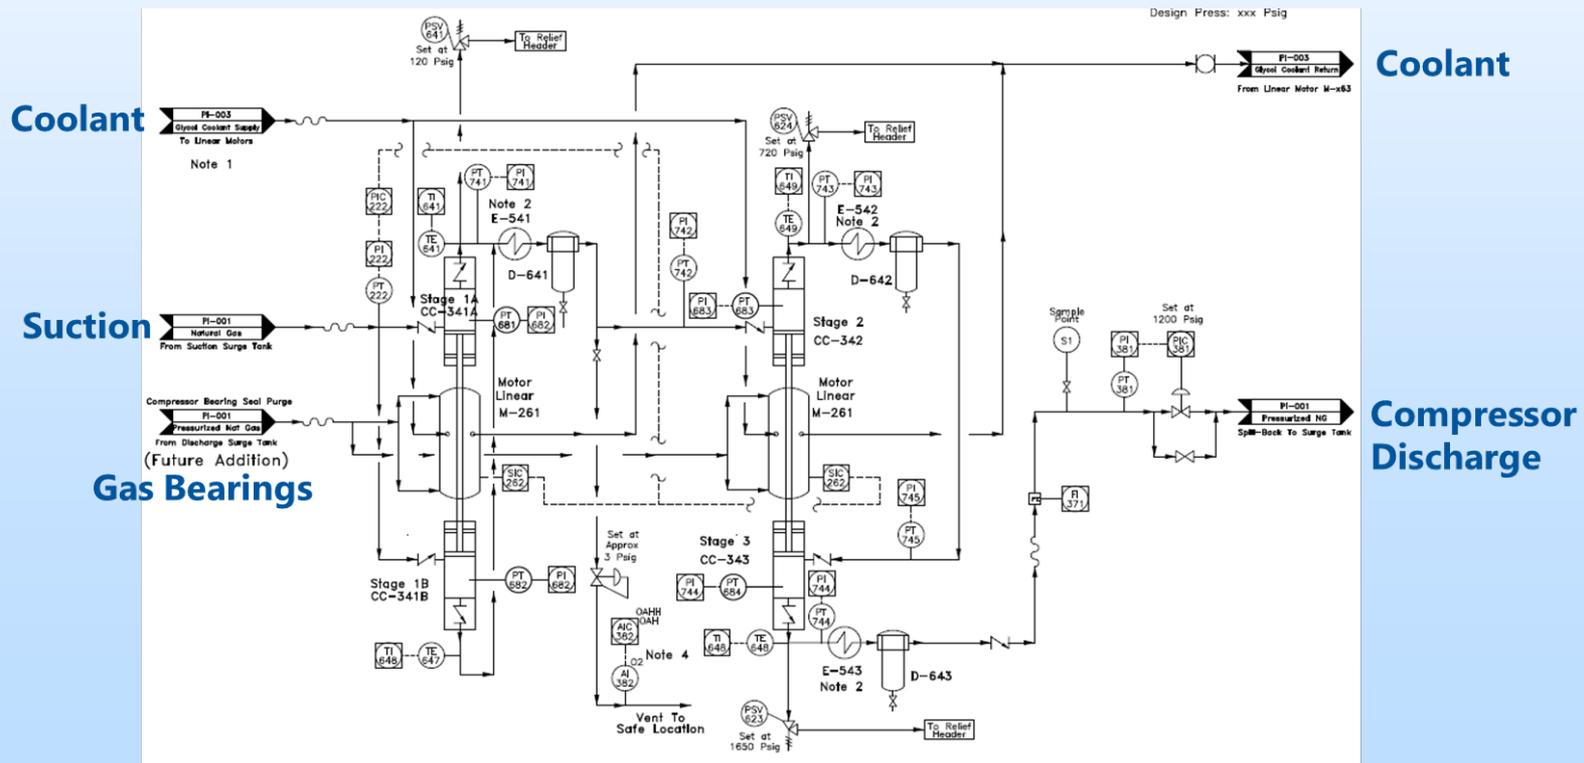 Design Press: xxx Psig
PSV
641
Set at
120 Psig
To Relief
Header
PI-003
Glycol Coolant Return
From Linear Motor M-x63
Coolant
Coolant
PI-003
Glycol Coolant Supply
To Linear Motors
Note 1
PSV
624
Set at
720 Psig
To Relief
Header
PIC
222
PI
222
PT
222
TI
641
TE
641
PT
741
PI
741
Note 2
E-541
D-641
PI
742
PT
742
TI
649
TE
649
PT
743
PI
743
E-542
Note 2
D-642
Stage 1A
CC-341A
PT
681
PI
682
PI
683
PT
683
Stage 2
CC-342
Suction
PI-001
Natural Gas
From Suction Surge Tank
Sample
Point
S1
Set at
1200 Psig
PI
381
PIC
381
PT
381
Motor
Linear
M-261
Motor
Linear
M-261
Compressor Bearing Seal Purge
PI-001
Pressurized Nat Gas
From Discharge Surge Tank
(Future Addition)
Gas Bearings
PI-001
Pressurized NG
Spill-Back To Surge Tank
Compressor
Discharge
SIC
262
SIC
262
PI
745
PT
745
FE
FI
371
Set at
Approx
3 Psig
Stage 3
CC-343
Stage 1B
CC-341B
PT
682
PI
682
PI
744
PT
684
PI
744
PT
744
OAHH
OAH
AIC
382
O2
AI
382
Note 4
TI
648
TE
647
TI
648
TE
648
E-543
Note 2
D-643
Vent To
Safe Location
PSV
623
Set at
1650 Psig
To Relief
Header